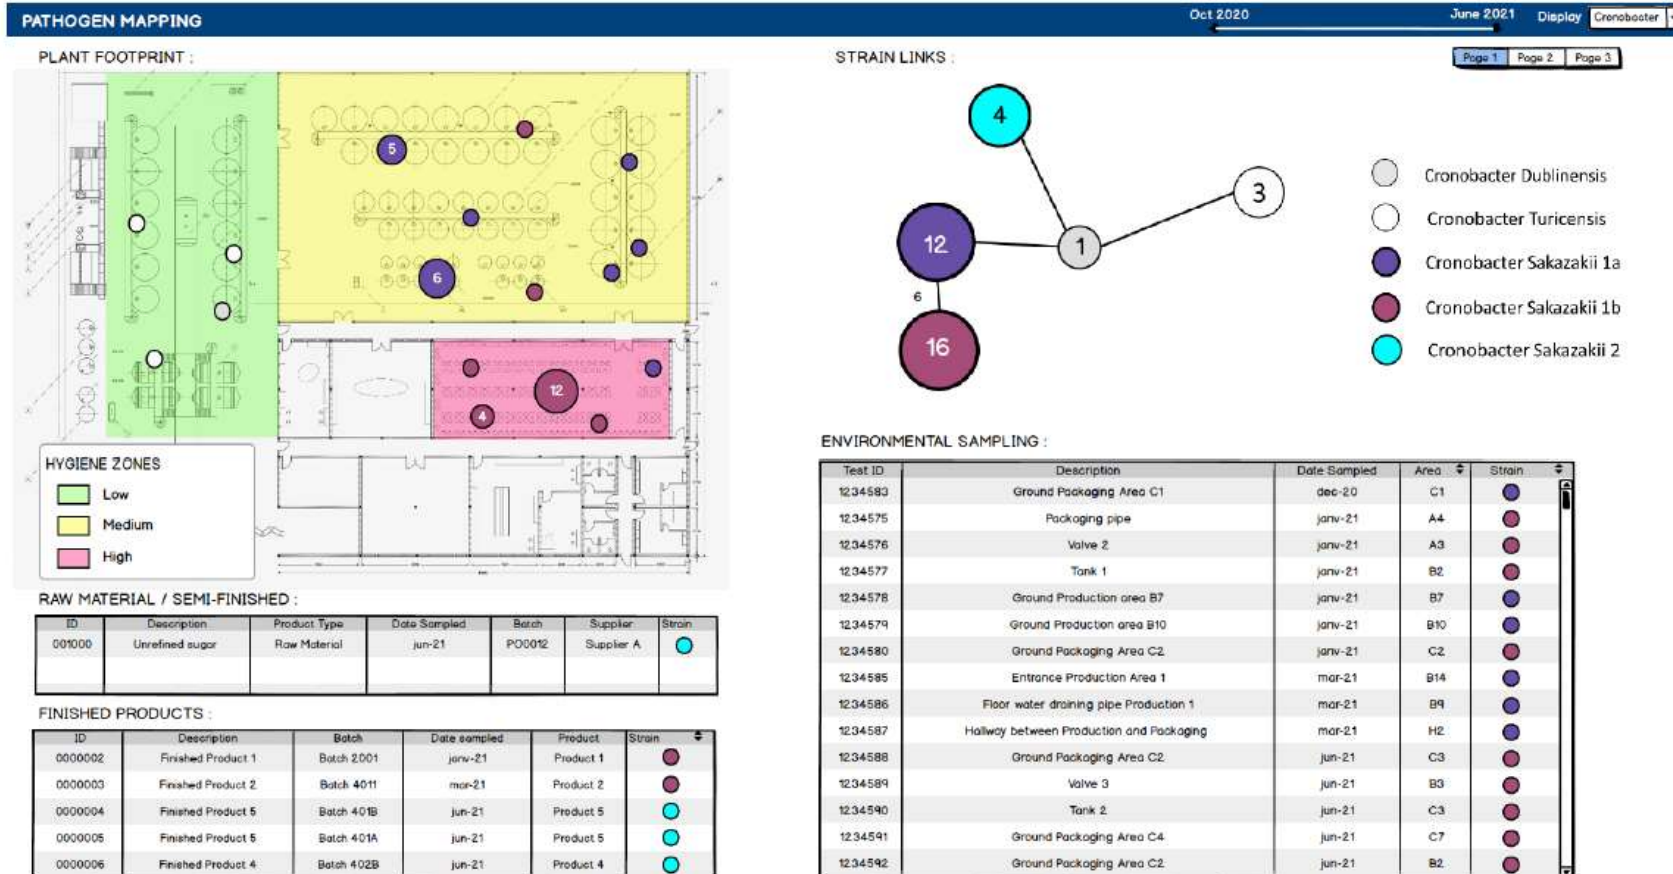 PATHOGEN MAPPING
Oct 2020
June 2021
Display
Cronobacter
PLANT FOOTPRINT :
5
6
12
4
HYGIENE ZONES
Low
Medium
High
STRAIN LINKS :
Page 1 Page 2 Page 3
4
3
12
1
6
16
Cronobacter Dublinensis
Cronobacter Turicensis
Cronobacter Sakazakii 1a
Cronobacter Sakazakii 1b
Cronobacter Sakazakii 2
RAW MATERIAL / SEMI-FINISHED :
ID Description Product Type Date Sampled Batch Supplier Strain
001000 Unrefined sugar Raw Material jun-21 PO0012 Supplier A
FINISHED PRODUCTS :
ID Description Batch Date sampled Product Strain
0000002 Finished Product 1 Batch 2001 janv-21 Product 1
0000003 Finished Product 2 Batch 4011 mar-21 Product 2
0000004 Finished Product 5 Batch 401B jun-21 Product 5
0000005 Finished Product 5 Batch 401A jun-21 Product 5
0000006 Finished Product 4 Batch 402B jun-21 Product 4
ENVIRONMENTAL SAMPLING :
Test ID Description Date Sampled Area Strain
1234583 Ground Packaging Area C1 dec-20 C1
1234575 Packaging pipe janv-21 A4
1234576 Valve 2 janv-21 A3
1234577 Tank 1 janv-21 B2
1234578 Ground Production area B7 janv-21 B7
1234579 Ground Production area B10 janv-21 B10
1234580 Ground Packaging Area C2 janv-21 C2
1234585 Entrance Production Area 1 mar-21 B14
1234586 Floor water draining pipe Production 1 mar-21 B9
1234587 Hallway between Production and Packaging mar-21 H2
1234588 Ground Packaging Area C2 jun-21 C3
1234589 Valve 3 jun-21 B3
1234590 Tank 2 jun-21 C3
1234591 Ground Packaging Area C4 jun-21 C7
1234592 Ground Packaging Area C2 jun-21 B2